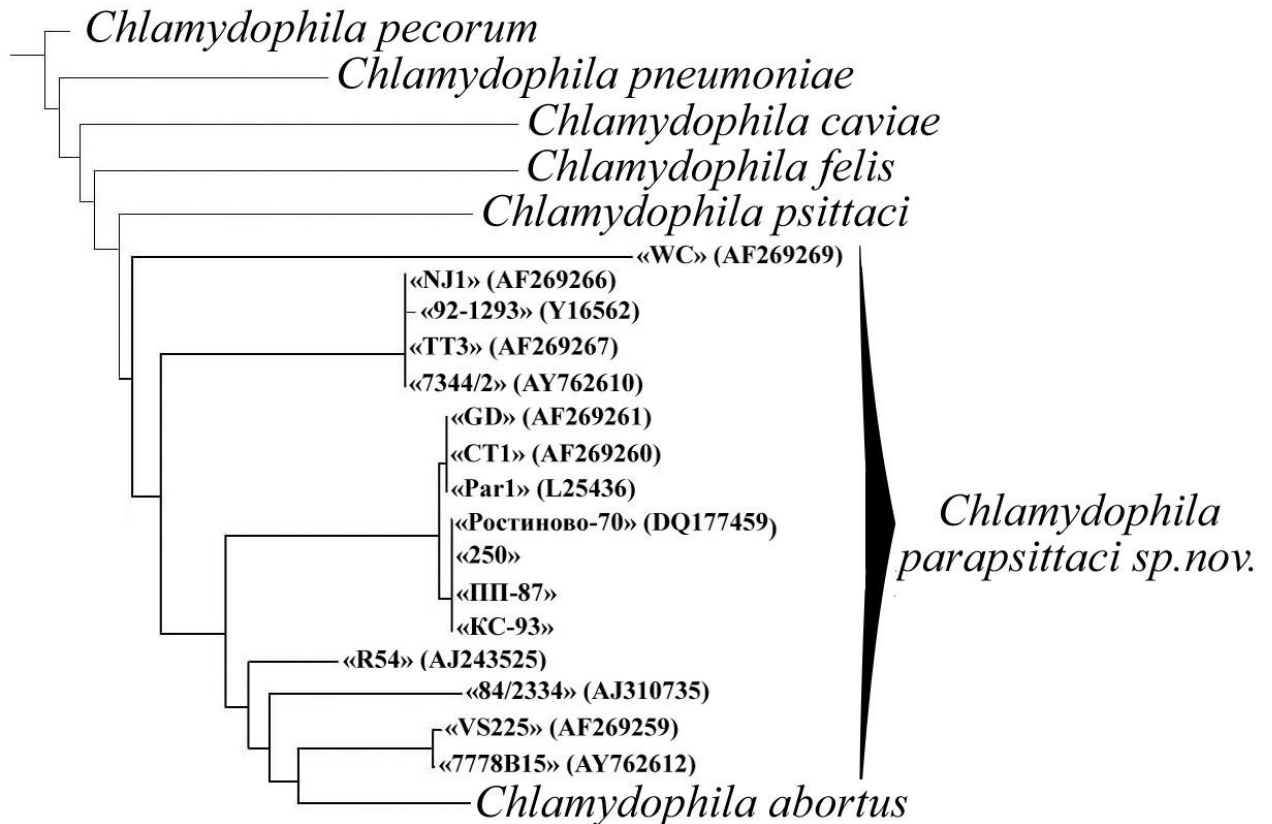 Chlamydophila pecorum
Chlamydophila pneumoniae
Chlamydophila caviae
Chlamydophila felis
Chlamydophila psittaci
«WC» (AF269269)
«NJ1» (AF269266)
«92-1293» (Y16562)
«TT3» (AF269267)
«7344/2» (AY762610)
«GD» (AF269261)
«CT1» (AF269260)
«Par1» (L25436)
«Ростиново-70» (DQ177459)
«250»
«ПП-87»
«КС-93»
«R54» (AJ243525)
«84/2334» (AJ310735)
«VS225» (AF269259)
«7778B15» (AY762612)
Chlamydophila abortus
Chlamydophila
parapsittaci sp.nov.